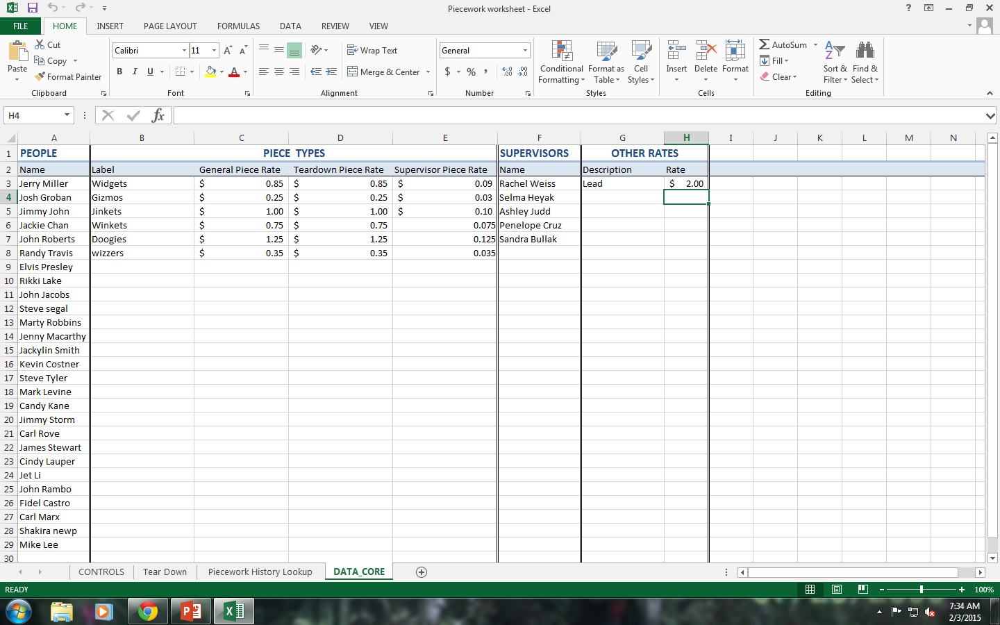 Piecework worksheet - Excel
FILE HOME INSERT PAGE LAYOUT FORMULAS DATA REVIEW VIEW
Paste
Cut
Copy
Format Painter
Clipboard
Calibri 11
B I U
Font
Wrap Text
Merge & Center
Alignment
General
$ % ,
Number
Conditional Formatting
Format as Table
Cell Styles
Styles
Insert Delete Format
Cells
AutoSum
Fill
Clear
Sort & Filter
Find & Select
Editing
H4 fx
A B C D E F G H I J K L M N
1 PEOPLE PIECE TYPES SUPERVISORS OTHER RATES
2 Name Label General Piece Rate Teardown Piece Rate Supervisor Piece Rate Name Description Rate
3 Jerry Miller Widgets $ 0.85 $ 0.85 $ 0.09 Rachel Weiss Lead $ 2.00
4 Josh Groban Gizmos $ 0.25 $ 0.25 $ 0.03 Selma Heyak
5 Jimmy John Jinkets $ 1.00 $ 1.00 $ 0.10 Ashley Judd
6 Jackie Chan Winkets $ 0.75 $ 0.75 0.075 Penelope Cruz
7 John Roberts Doogies $ 1.25 $ 1.25 0.125 Sandra Bullak
8 Randy Travis wizzers $ 0.35 $ 0.35 0.035
9 Elvis Presley
10 Rikki Lake
11 John Jacobs
12 Steve segal
13 Marty Robbins
14 Jenny Macarthy
15 Jackylin Smith
16 Kevin Costner
17 Steve Tyler
18 Mark Levine
19 Candy Kane
20 Jimmy Storm
21 Carl Rove
22 James Stewart
23 Cindy Lauper
24 Jet Li
25 John Rambo
26 Fidel Castro
27 Carl Marx
28 Shakira newp
29 Mike Lee
30
CONTROLS Tear Down Piecework History Lookup DATA_CORE
READY 100%
7:34 AM
2/3/2015